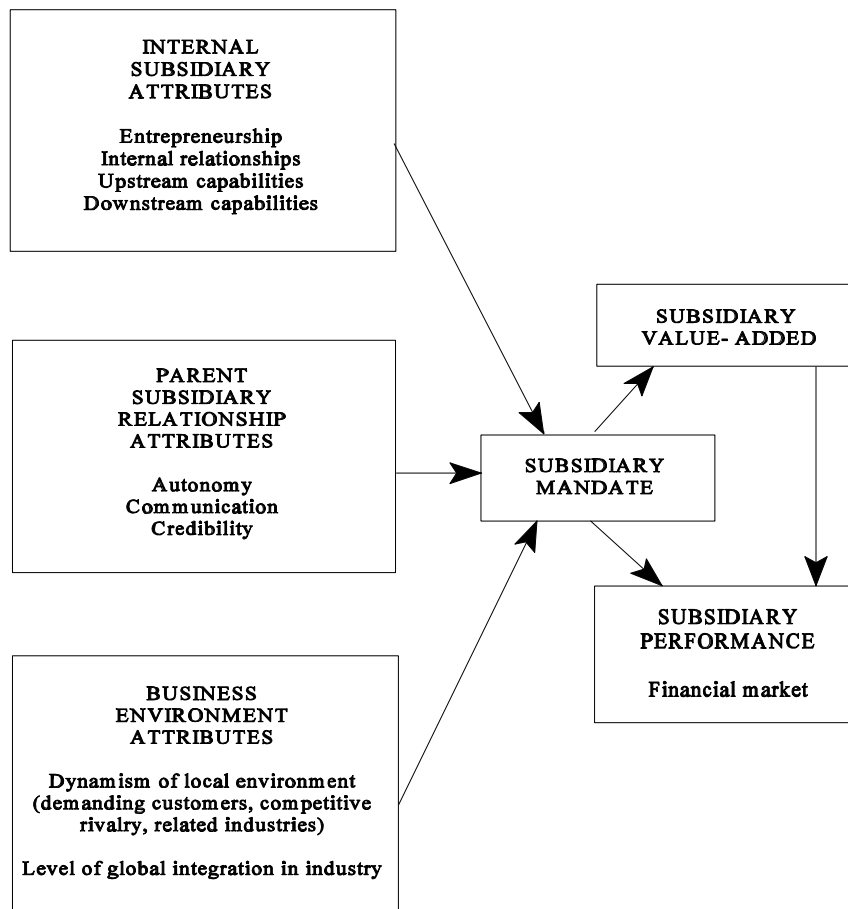 INTERNAL
SUBSIDIARY
ATTRIBUTES
Entrepreneurship
Internal relationships
Upstream capabilities
Downstream capabilities
PARENT
SUBSIDIARY
RELATIONSHIP
ATTRIBUTES
Autonomy
Communication
Credibility
BUSINESS
ENVIRONMENT
ATTRIBUTES
Dynamism of local environment
(demanding customers, competitive
rivalry, related industries)
Level of global integration in industry
SUBSIDIARY
MANDATE
SUBSIDIARY
VALUE- ADDED
SUBSIDIARY
PERFORMANCE
Financial market